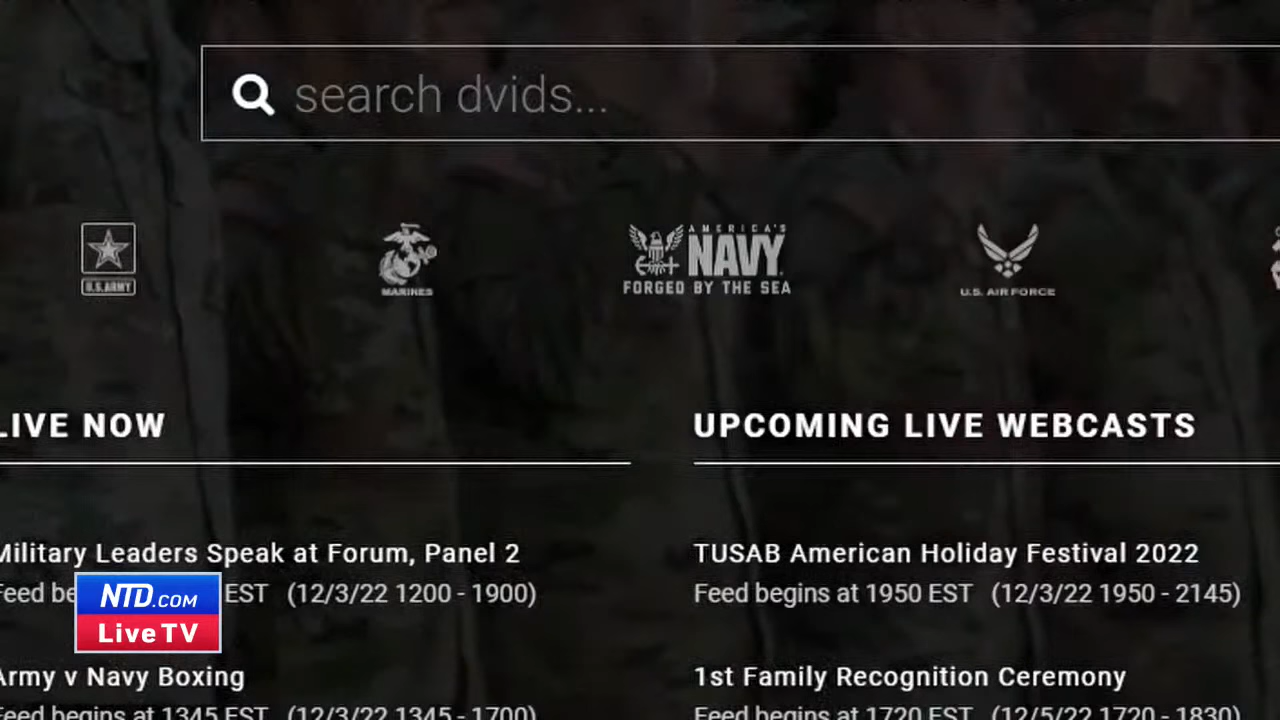 search dvids...
U.S. ARMY
MARINES
AMERICA'S
NAVY
FORGED BY THE SEA
U.S. AIR FORCE
LIVE NOW
UPCOMING LIVE WEBCASTS
Military Leaders Speak at Forum, Panel 2
Feed be EST (12/3/22 1200 - 1900)
TUSAB American Holiday Festival 2022
Feed begins at 1950 EST (12/3/22 1950 - 2145)
NTD.COM
Live TV
Army v Navy Boxing
Feed begins at 1345 EST (12/3/22 1345 - 1700)
1st Family Recognition Ceremony
Feed begins at 1720 EST (12/5/22 1720 - 1830)